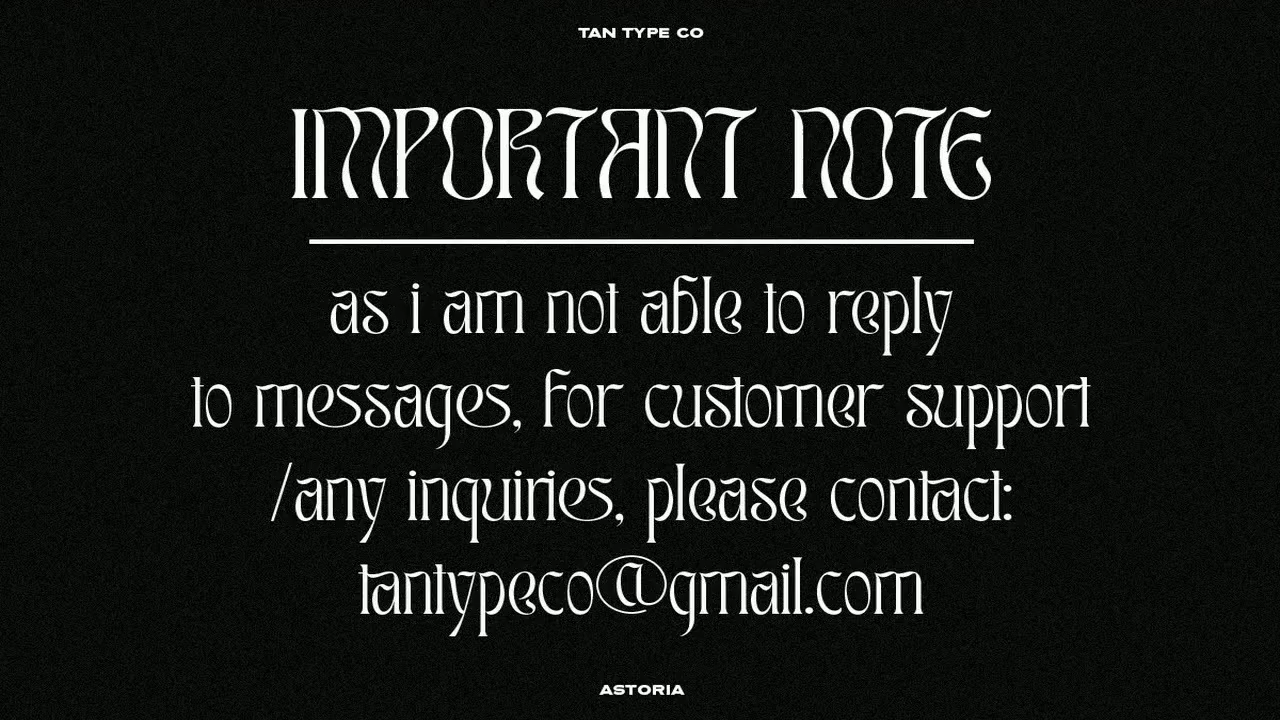 TAN TYPE CO
IMPORTANT NOTE
as i am not able to reply
to messages, for customer support
/any inquiries, please contact:
tantypeco@gmail.com
ASTORIA